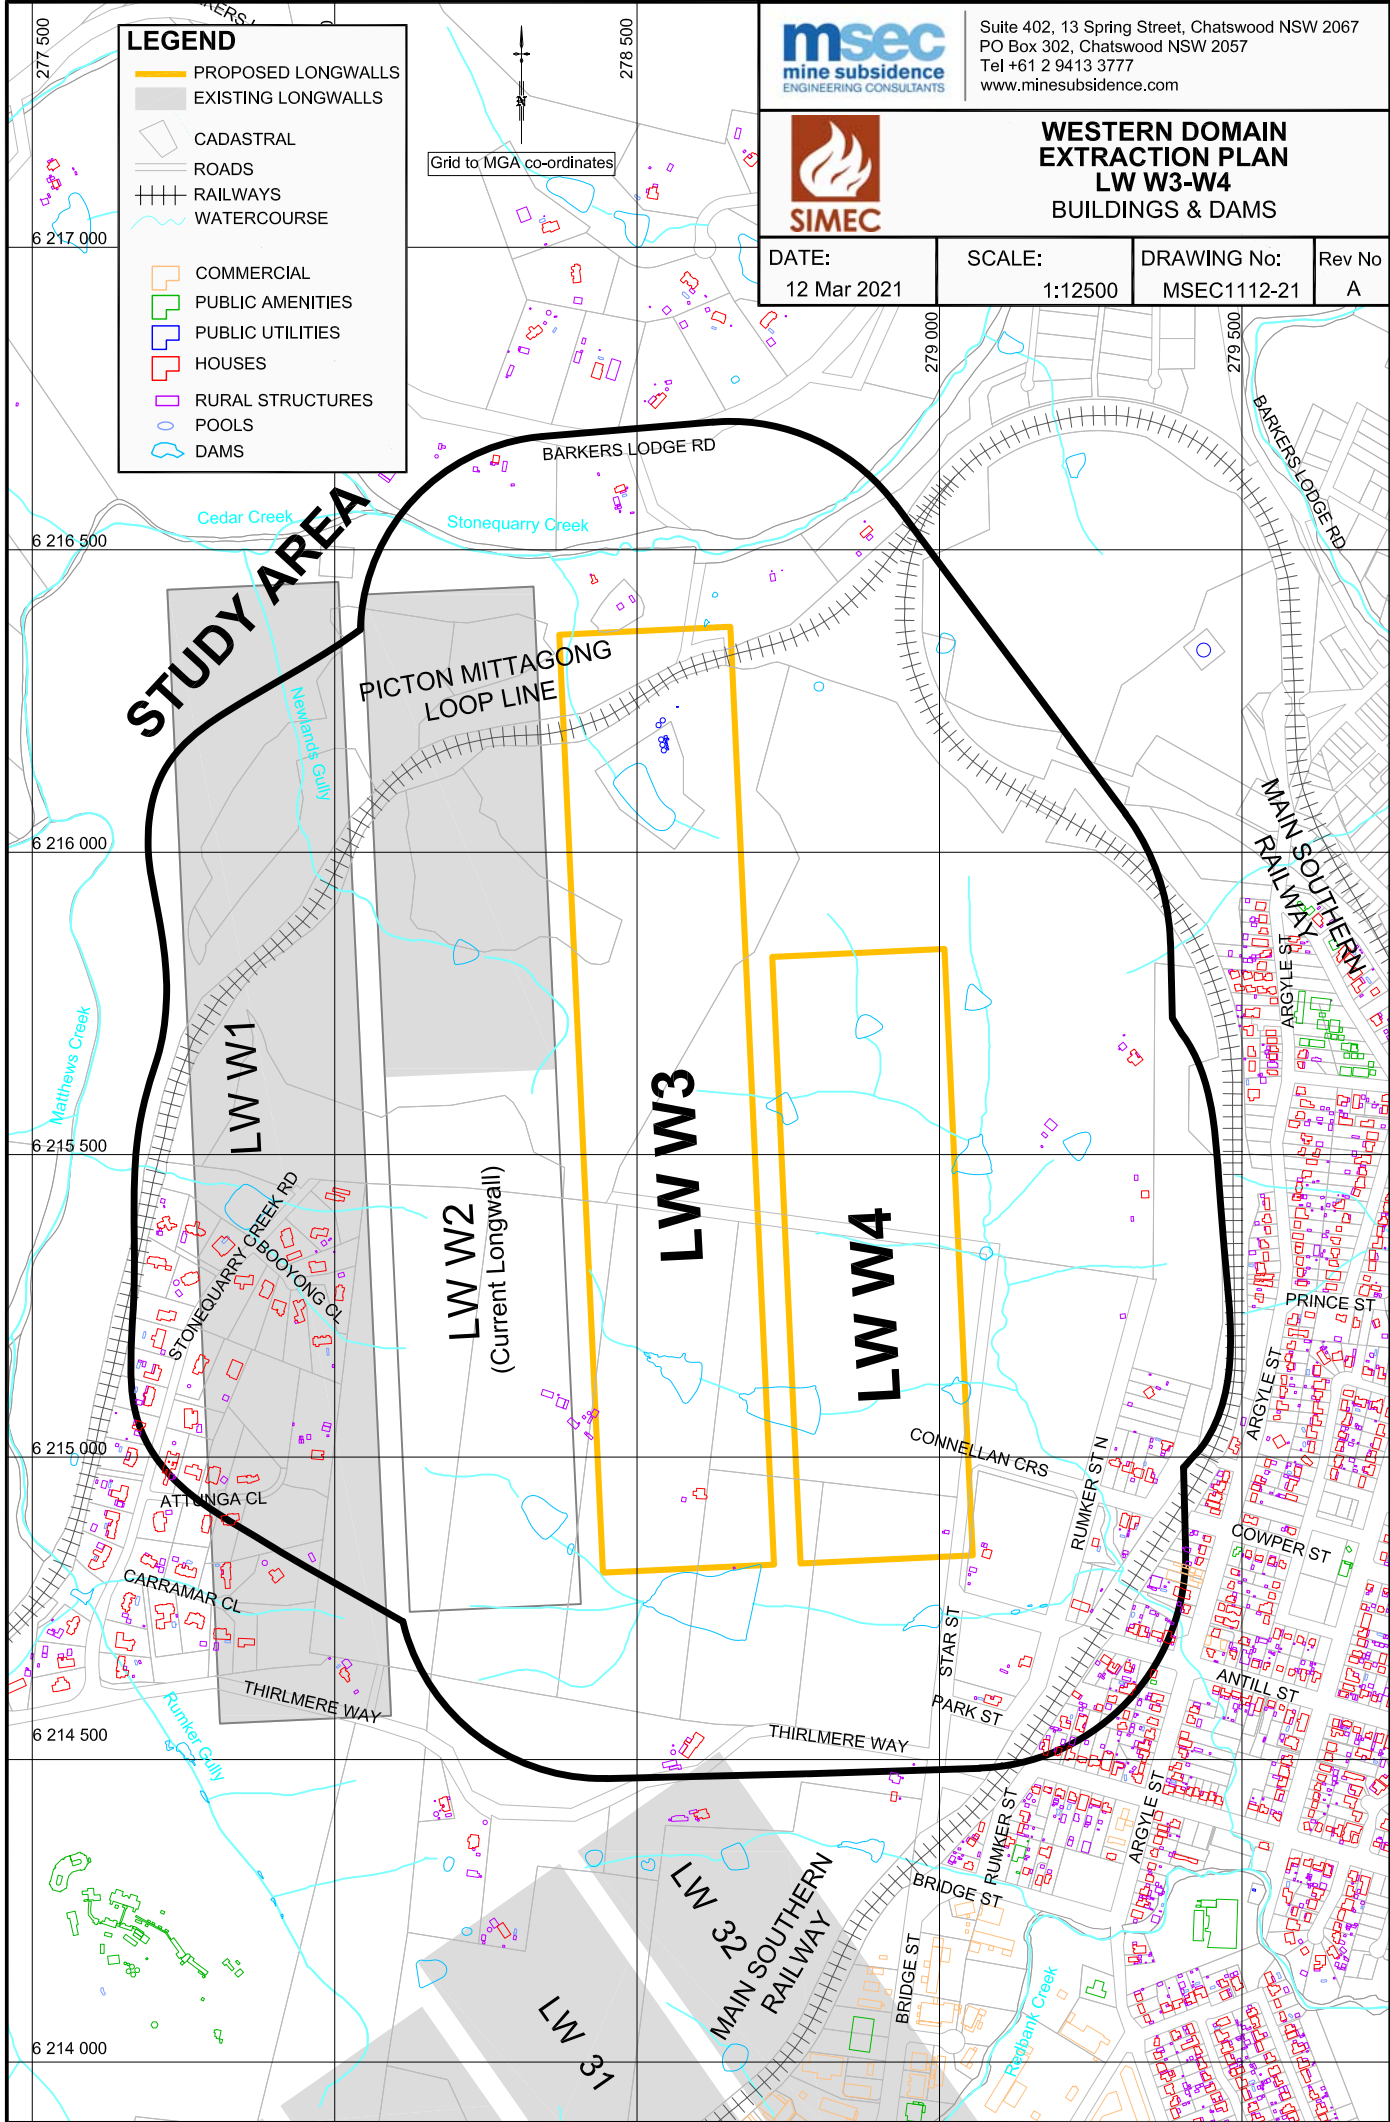 KERS L
277 500
0
278 500
LEGEND
PROPOSED LONGWALLS
EXISTING LONGWALLS
CADASTRAL
ROADS
RAILWAYS
WATERCOURSE
COMMERCIAL
PUBLIC AMENITIES
PUBLIC UTILITIES
HOUSES
RURAL STRUCTURES
POOLS
DAMS
N
Grid to MGA co-ordinates
msec
mine subsidence
ENGINEERING CONSULTANTS
Suite 402, 13 Spring Street, Chatswood NSW 2067
PO Box 302, Chatswood NSW 2057
Tel +61 2 9413 3777
www.minesubsidence.com
SIMEC
WESTERN DOMAIN
EXTRACTION PLAN
LW W3-W4
BUILDINGS & DAMS
DATE:
12 Mar 2021
SCALE:
1:12500
DRAWING No:
MSEC1112-21
Rev No
A
6 217 000
279 000
279 500
BARKERS LODGE RD
BARKERS LODGE RD
Cedar Creek
Stonequarry Creek
6 216 500
STUDY AREA
PICTON MITTAGONG
LOOP LINE
Newlands Gully
MAIN SOUTHERN
RAILWAY
6 216 000
ARGYLE ST
Matthews Creek
LW W1
LW W3
6 215 500
STONEQUARRY CREEK RD
BOOYONG CL
LW W2
(Current Longwall)
LW W4
PRINCE ST
ARGYLE ST
6 215 000
CONNELLAN CRS
RUMKER ST N
ATTUNGA CL
COWPER ST
CARRAMAR CL
STAR ST
ANTILL ST
PARK ST
THIRLMERE WAY
THIRLMERE WAY
Rumker Gully
6 214 500
RUMKER ST
ARGYLE ST
BRIDGE ST
LW 32
MAIN SOUTHERN
RAILWAY
BRIDGE ST
LW 31
Redbank Creek
6 214 000